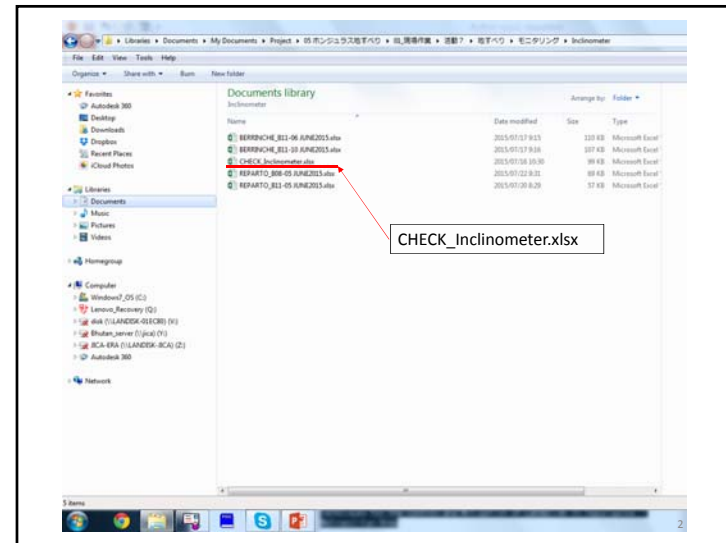 Libraries ▸ Documents ▸ My Documents ▸ Project ▸ 05 ホンジュラス地すべり ▸ 現場作業 ▸ 活動7 ▸ 地すべり ▸ モニタリング ▸ Inclinometer
File Edit View Tools Help
Organize Share with Burn New folder
Favorites
Autodesk 360
Desktop
Downloads
Dropbox
Recent Places
iCloud Photos
Libraries
Documents
Music
Pictures
Videos
Homegroup
Computer
Windows7_OS (C:)
Lenovo_Recovery (Q:)
Autodesk 360
Network
Documents library
Inclinometer
Arrange by: Folder
Name Date modified Size Type
BERRINCHE_B11-06 JUNE2015.xlsx 2015/07/17 9:15 110 KB Microsoft Excel
BERRINCHE_B11-10 JUNE2015.xlsx 2015/07/17 9:16 107 KB Microsoft Excel
CHECK_Inclinometer.xlsx 2015/07/16 10:30 99 KB Microsoft Excel
REPARTO_B08-05 JUNE2015.xlsx 2015/07/22 9:31 69 KB Microsoft Excel
REPARTO_B11-05 JUNE2015.xlsx 2015/07/20 8:29 57 KB Microsoft Excel
CHECK_Inclinometer.xlsx
5 items
2